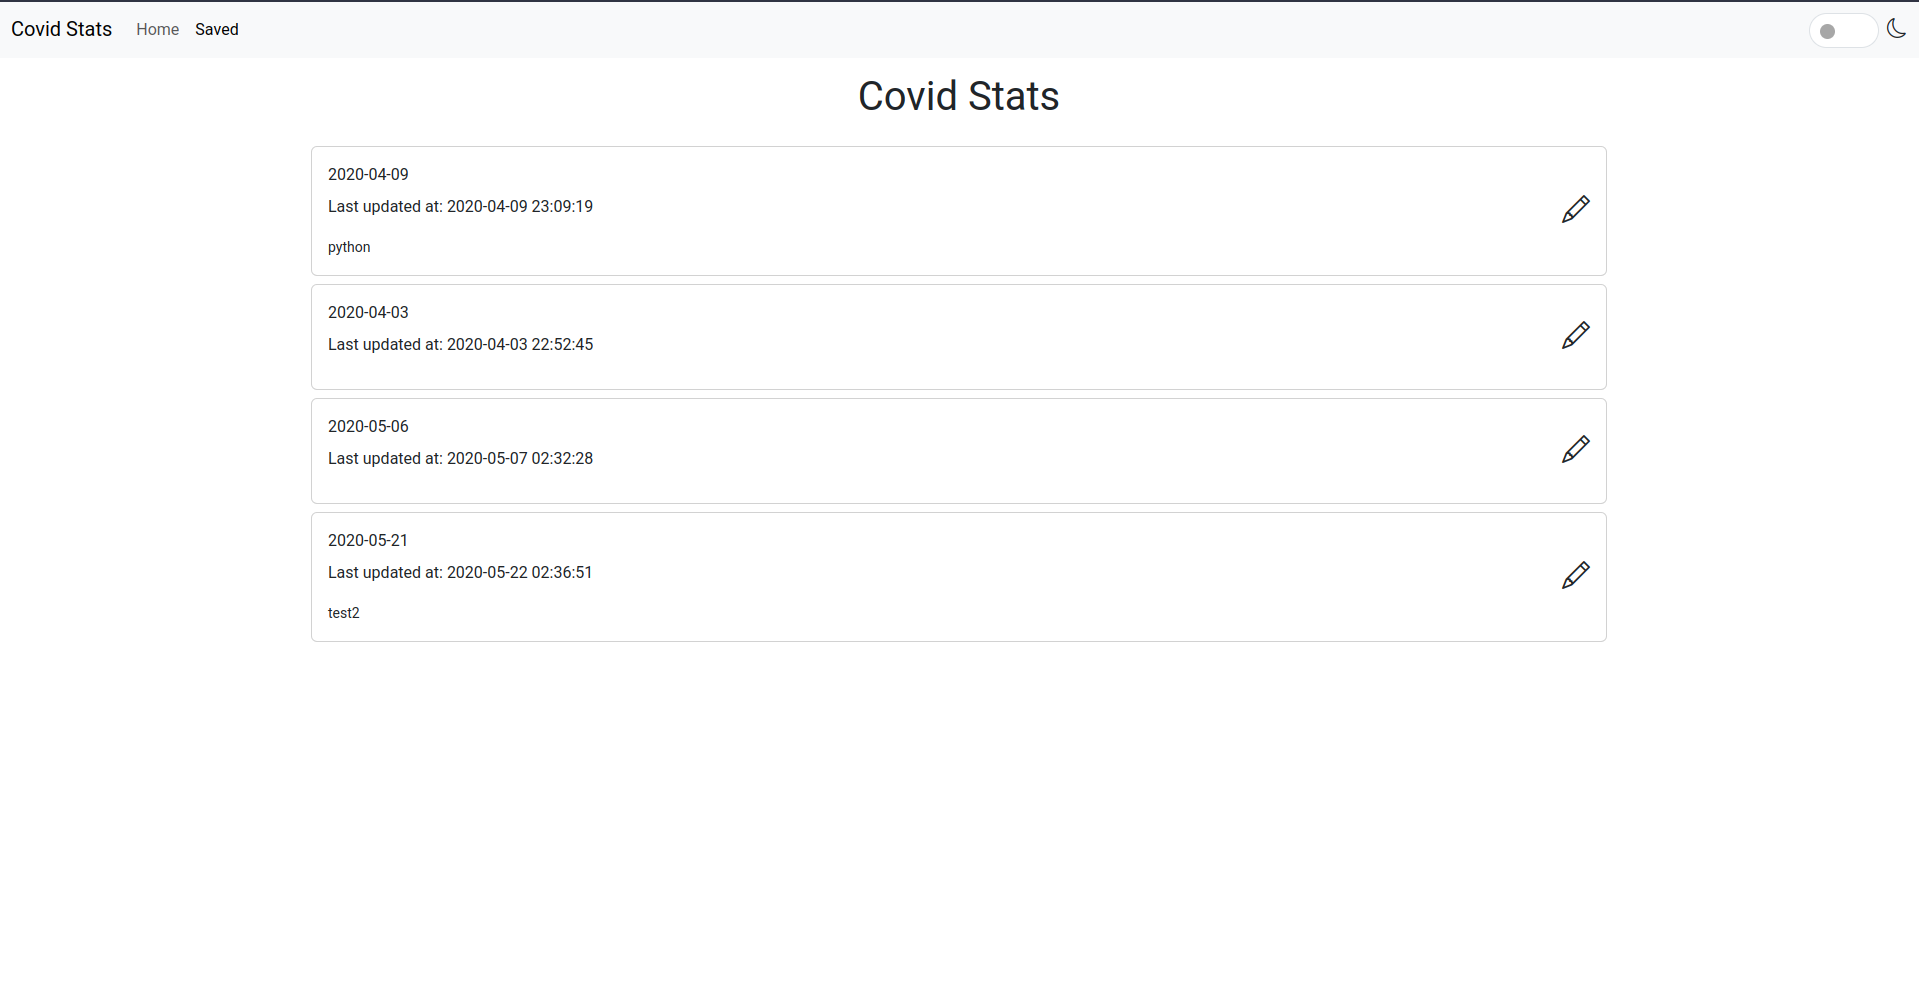 Covid Stats Home Saved
Covid Stats
2020-04-09
Last updated at: 2020-04-09 23:09:19
python
2020-04-03
Last updated at: 2020-04-03 22:52:45
2020-05-06
Last updated at: 2020-05-07 02:32:28
2020-05-21
Last updated at: 2020-05-22 02:36:51
test2